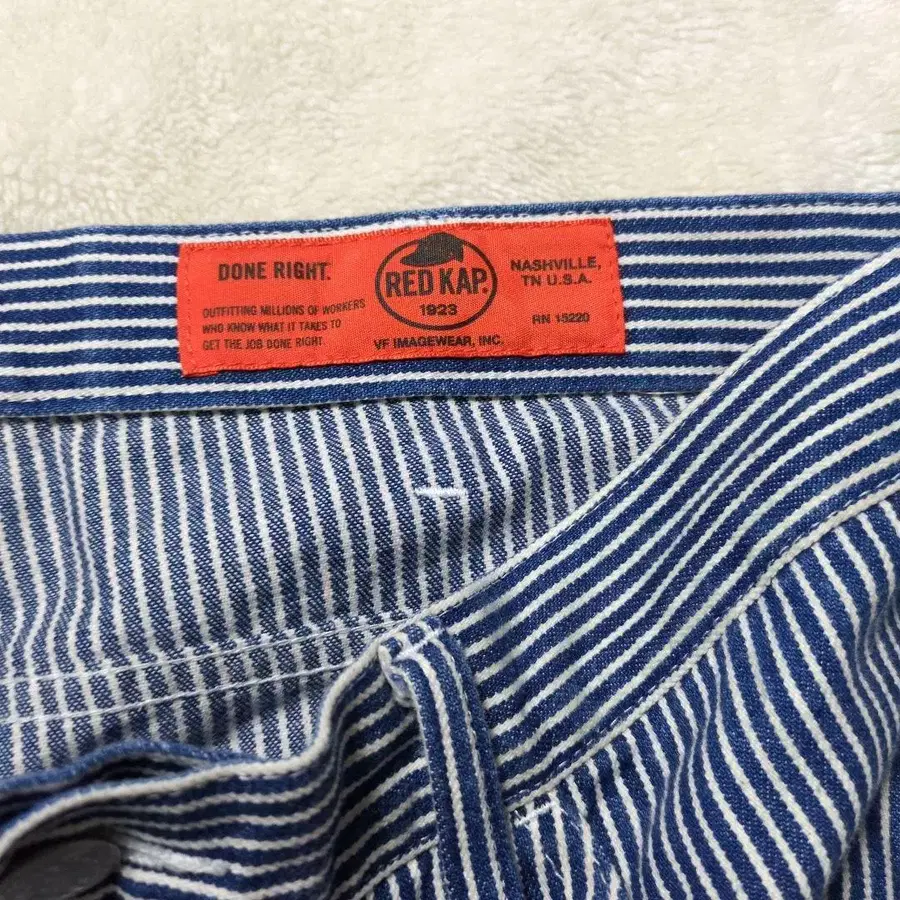 DONE RIGHT.
OUTFITTING MILLIONS OF WORKERS
WHO KNOW WHAT IT TAKES TO
GET THE JOB DONE RIGHT
RED KAP.
1923
VF IMAGEWEAR, INC.
NASHVILLE,
TN U.S.A.
RN 15220